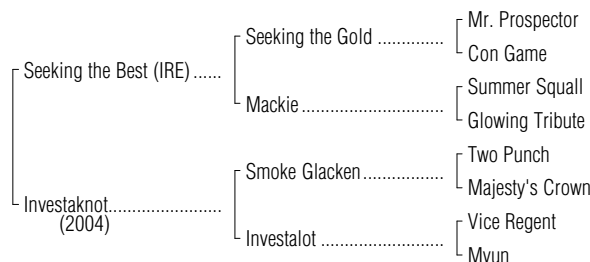 Mr. Prospector
Seeking the Gold ..............
Con Game
Seeking the Best (IRE) ......
Summer Squall
Mackie ..............................
Glowing Tribute
Two Punch
Smoke Glacken.................
Majesty's Crown
Investaknot........................
(2004)
Vice Regent
Investalot ..........................
Myun